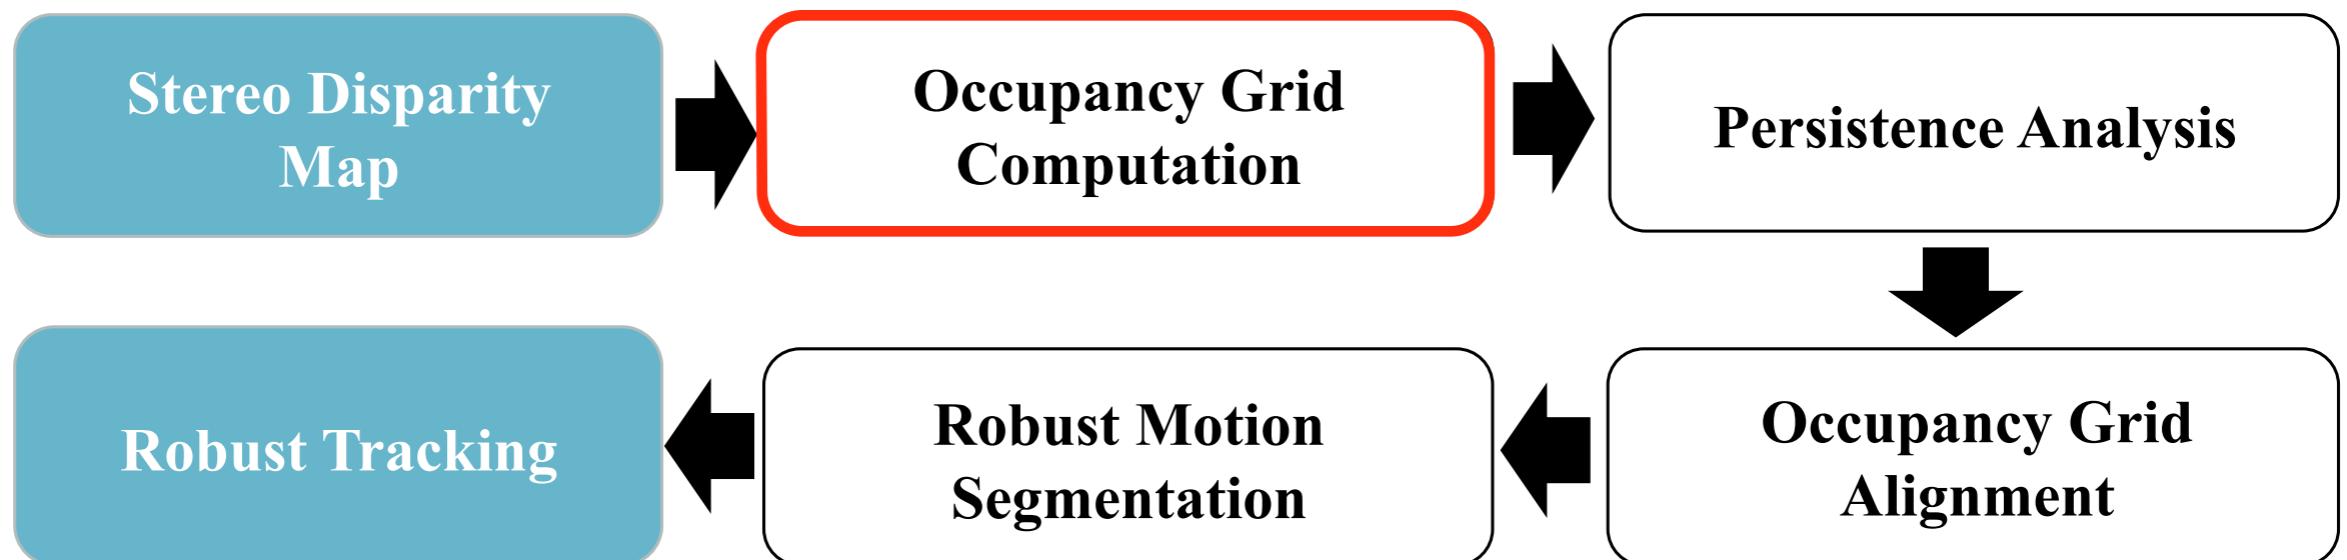 Stereo Disparity
Map
Occupancy Grid
Computation
Persistence Analysis
Robust Tracking
Robust Motion
Segmentation
Occupancy Grid
Alignment